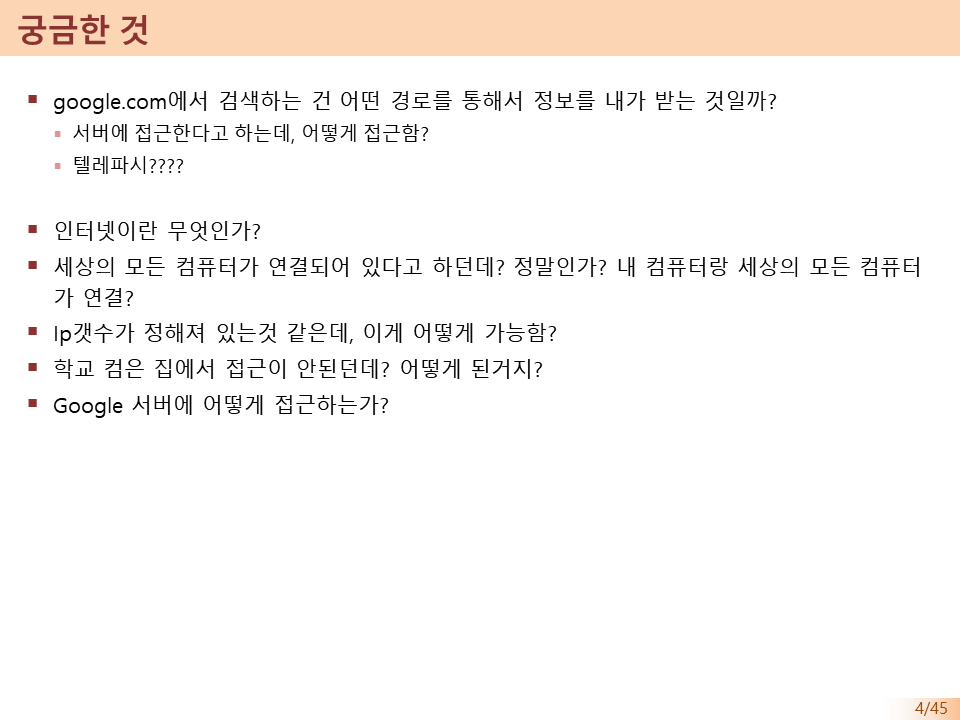 궁금한 것
google.com에서 검색하는 건 어떤 경로를 통해서 정보를 내가 받는 것일까?
서버에 접근한다고 하는데, 어떻게 접근함?
텔레파시????
인터넷이란 무엇인가?
세상의 모든 컴퓨터가 연결되어 있다고 하던데? 정말인가? 내 컴퓨터랑 세상의 모든 컴퓨터
가 연결?
Ip갯수가 정해져 있는것 같은데, 이게 어떻게 가능함?
학교 컴은 집에서 접근이 안된던데? 어떻게 된거지?
Google 서버에 어떻게 접근하는가?
4/45